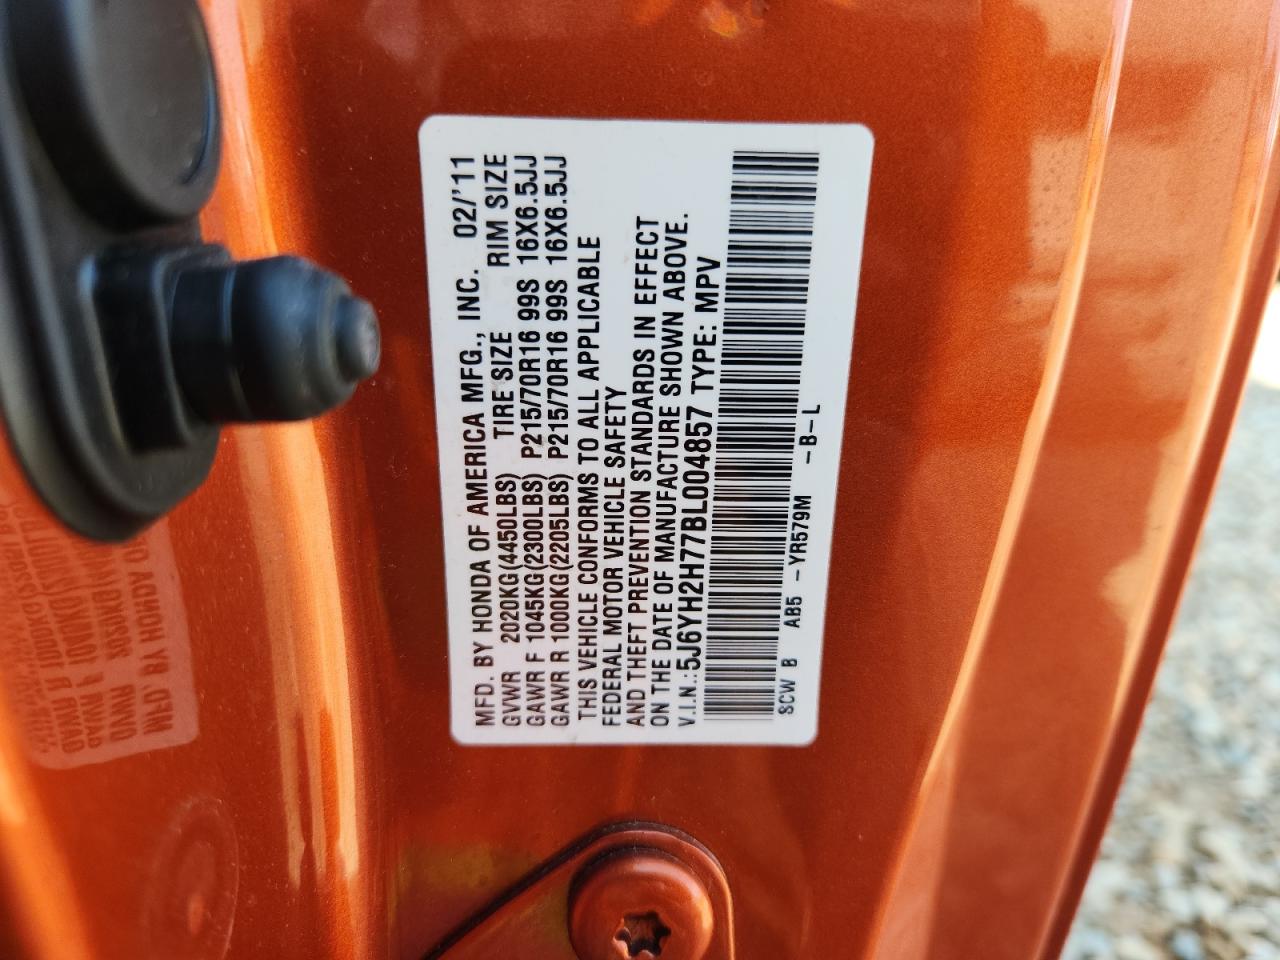 MFD. BY HONDA OF AMERICA MFG., INC. 02/'11
GVWR 2020KG(4450LBS) TIRE SIZE RIM SIZE
GAWR F 1045KG(2300LBS) P215/70R16 99S 16X6.5JJ
GAWR R 1000KG(2205LBS) P215/70R16 99S 16X6.5JJ
THIS VEHICLE CONFORMS TO ALL APPLICABLE
FEDERAL MOTOR VEHICLE SAFETY
AND THEFT PREVENTION STANDARDS IN EFFECT
ON THE DATE OF MANUFACTURE SHOWN ABOVE.
V.I.N.:5J6YH2H77BL004857 TYPE: MPV
SCW B AB5 -YR579M -B-L